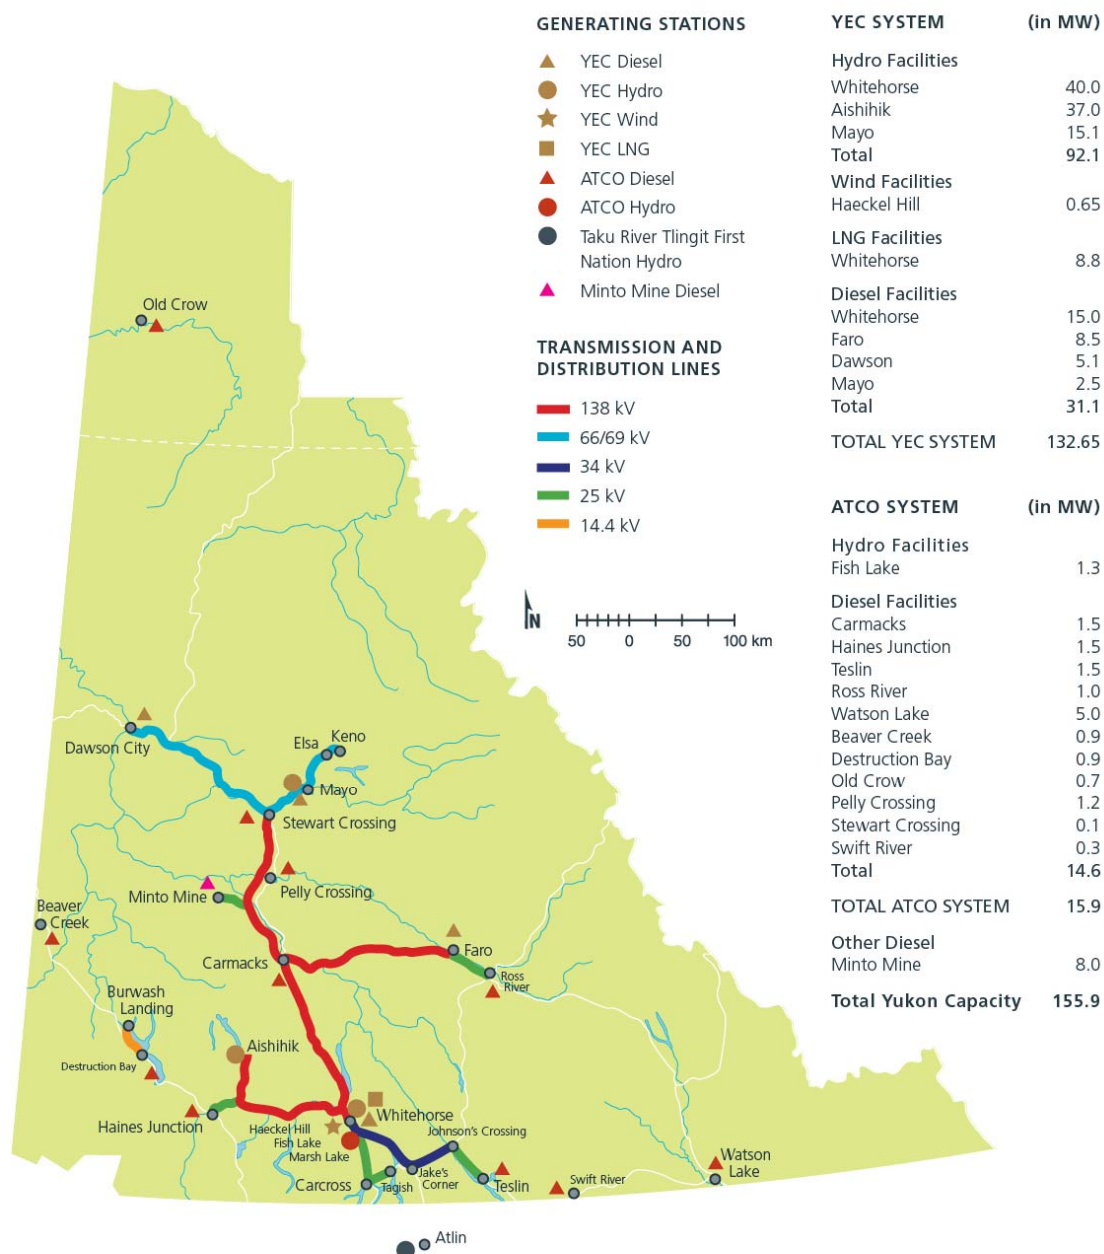 GENERATING STATIONS
YEC Diesel
YEC Hydro
YEC Wind
YEC LNG
ATCO Diesel
ATCO Hydro
Taku River Tlingit First
Nation Hydro
Minto Mine Diesel
TRANSMISSION AND
DISTRIBUTION LINES
138 kV
66/69 kV
34 kV
25 kV
14.4 kV
N
50 0 50 100 km
YEC SYSTEM (in MW)
Hydro Facilities
Whitehorse 40.0
Aishihik 37.0
Mayo 15.1
Total 92.1
Wind Facilities
Haeckel Hill 0.65
LNG Facilities
Whitehorse 8.8
Diesel Facilities
Whitehorse 15.0
Faro 8.5
Dawson 5.1
Mayo 2.5
Total 31.1
TOTAL YEC SYSTEM 132.65
ATCO SYSTEM (in MW)
Hydro Facilities
Fish Lake 1.3
Diesel Facilities
Carmacks 1.5
Haines Junction 1.5
Teslin 1.5
Ross River 1.0
Watson Lake 5.0
Beaver Creek 0.9
Destruction Bay 0.9
Old Crow 0.7
Pelly Crossing 1.2
Stewart Crossing 0.1
Swift River 0.3
Total 14.6
TOTAL ATCO SYSTEM 15.9
Other Diesel
Minto Mine 8.0
Total Yukon Capacity 155.9
Old Crow
Dawson City
Elsa
Keno
Mayo
Stewart Crossing
Pelly Crossing
Minto Mine
Beaver
Creek
Carmacks
Faro
Ross
River
Burwash
Landing
Destruction Bay
Aishihik
Haines Junction
Haeckel Hill
Fish Lake
Marsh Lake
Whitehorse
Johnson's Crossing
Carcross
Tagish
Jake's
Corner
Teslin
Swift River
Watson
Lake
Atlin